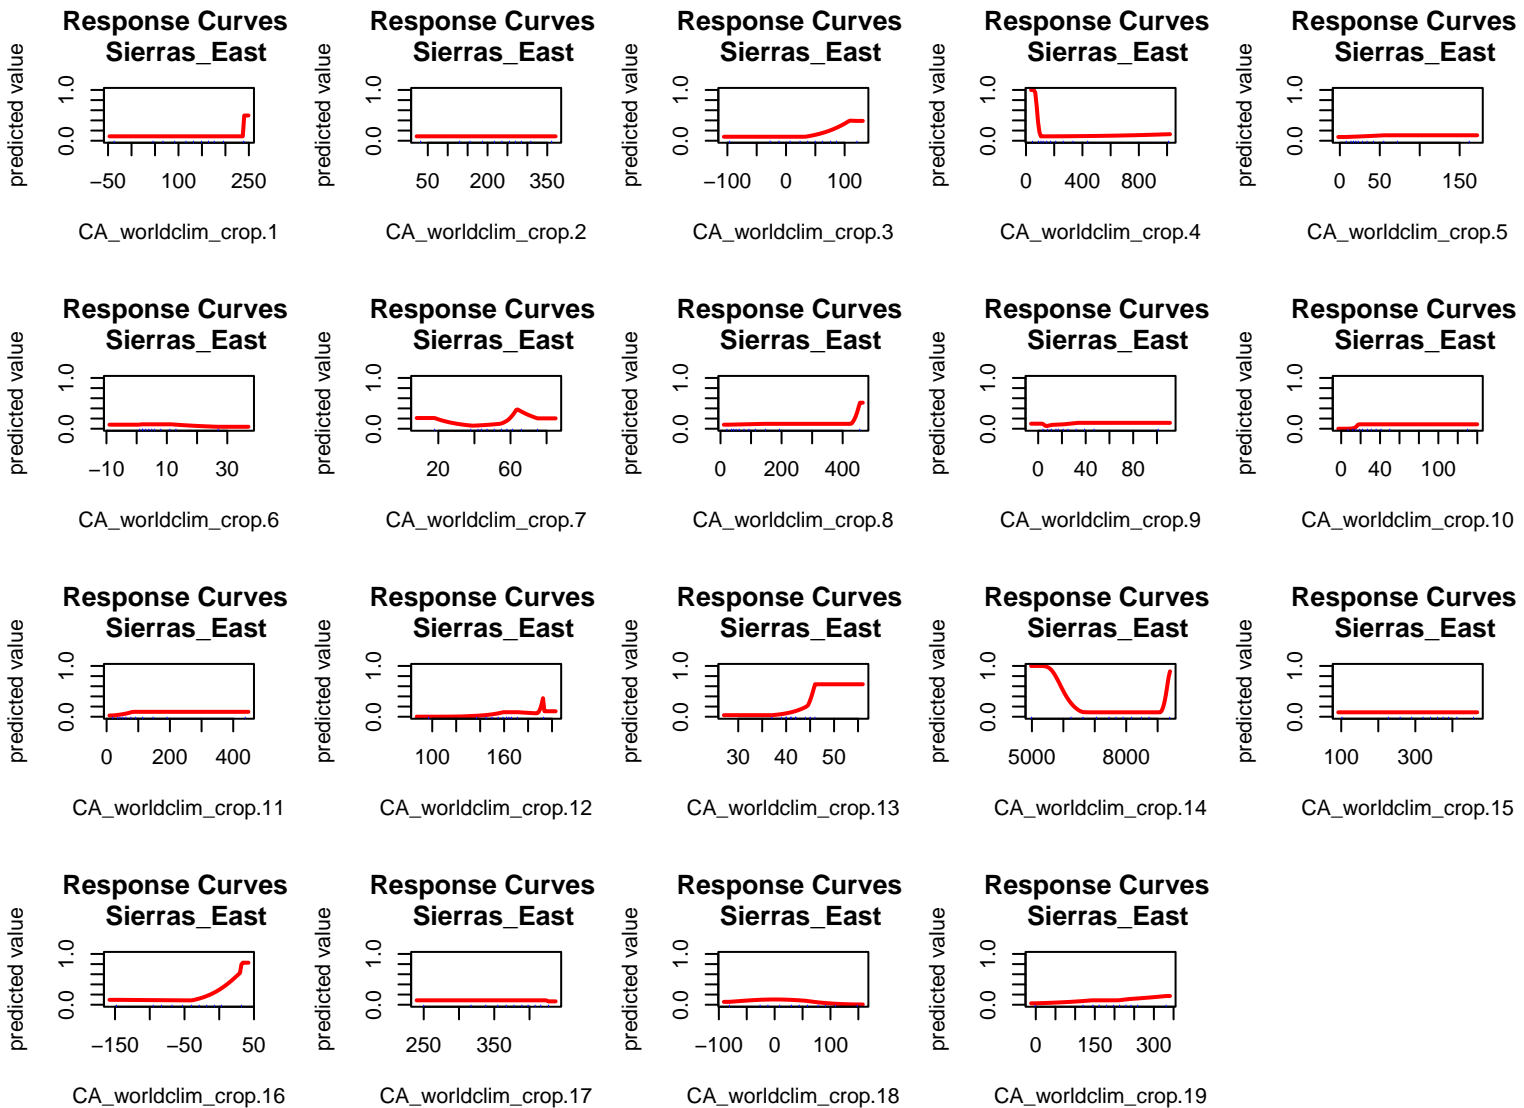 Response Curves
Sierras_East
predicted value
0.0 1.0
-50 100 250
CA_worldclim_crop.1
Response Curves
Sierras_East
predicted value
0.0 1.0
50 200 350
CA_worldclim_crop.2
Response Curves
Sierras_East
predicted value
0.0 1.0
-100 0 100
CA_worldclim_crop.3
Response Curves
Sierras_East
predicted value
0.0 1.0
0 400 800
CA_worldclim_crop.4
Response Curves
Sierras_East
predicted value
0.0 1.0
0 50 150
CA_worldclim_crop.5
Response Curves
Sierras_East
predicted value
0.0 1.0
-10 10 30
CA_worldclim_crop.6
Response Curves
Sierras_East
predicted value
0.0 1.0
20 60
CA_worldclim_crop.7
Response Curves
Sierras_East
predicted value
0.0 1.0
0 200 400
CA_worldclim_crop.8
Response Curves
Sierras_East
predicted value
0.0 1.0
0 40 80
CA_worldclim_crop.9
Response Curves
Sierras_East
predicted value
0.0 1.0
0 40 100
CA_worldclim_crop.10
Response Curves
Sierras_East
predicted value
0.0 1.0
0 200 400
CA_worldclim_crop.11
Response Curves
Sierras_East
predicted value
0.0 1.0
100 160
CA_worldclim_crop.12
Response Curves
Sierras_East
predicted value
0.0 1.0
30 40 50
CA_worldclim_crop.13
Response Curves
Sierras_East
predicted value
0.0 1.0
5000 8000
CA_worldclim_crop.14
Response Curves
Sierras_East
predicted value
0.0 1.0
100 300
CA_worldclim_crop.15
Response Curves
Sierras_East
predicted value
0.0 1.0
-150 -50 50
CA_worldclim_crop.16
Response Curves
Sierras_East
predicted value
0.0 1.0
250 350
CA_worldclim_crop.17
Response Curves
Sierras_East
predicted value
0.0 1.0
-100 0 100
CA_worldclim_crop.18
Response Curves
Sierras_East
predicted value
0.0 1.0
0 150 300
CA_worldclim_crop.19